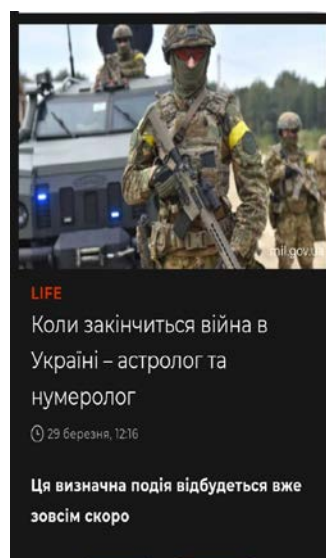 mil.gov.ua
LIFE
Коли закінчиться війна в
Україні – астролог та
нумеролог
29 березня, 12:16
Ця визначна подія відбудеться вже
зовсім скоро